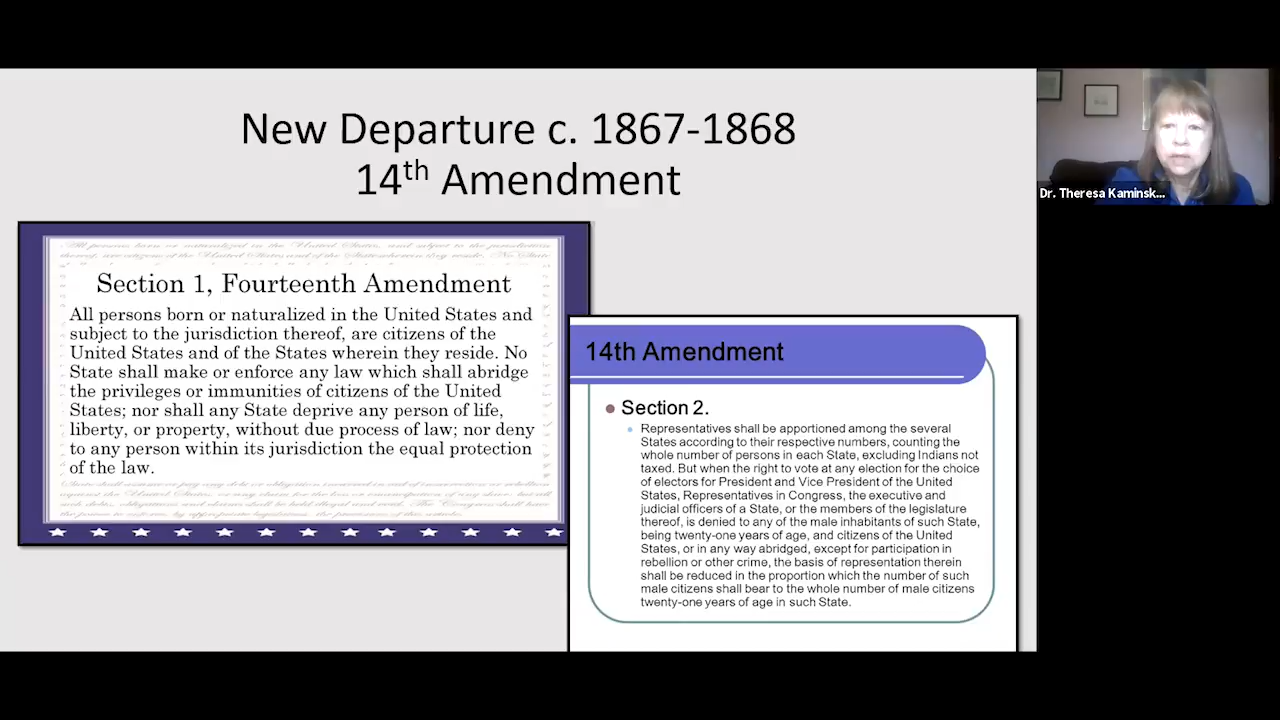 New Departure c. 1867-1868
14th Amendment
Section 1, Fourteenth Amendment
All persons born or naturalized in the United States and
subject to the jurisdiction thereof, are citizens of the
United States and of the States wherein they reside. No
State shall make or enforce any law which shall abridge
the privileges or immunities of citizens of the United
States; nor shall any State deprive any person of life,
liberty, or property, without due process of law; nor deny
to any person within its jurisdiction the equal protection
of the law.
14th Amendment
Section 2.
Representatives shall be apportioned among the several
States according to their respective numbers, counting the
whole number of persons in each State, excluding Indians not
taxed. But when the right to vote at any election for the choice
of electors for President and Vice President of the United
States, Representatives in Congress, the executive and
judicial officers of a State, or the members of the legislature
thereof, is denied to any of the male inhabitants of such State,
being twenty-one years of age, and citizens of the United
States, or in any way abridged, except for participation in
rebellion or other crime, the basis of representation therein
shall be reduced in the proportion which the number of such
male citizens shall bear to the whole number of male citizens
twenty-one years of age in such State.
Dr. Theresa Kaminsk...